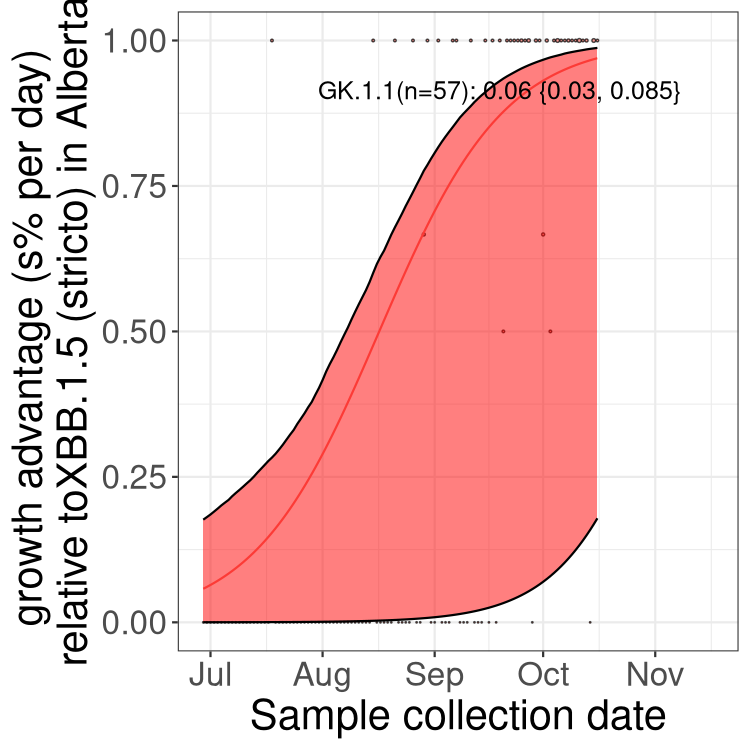 growth advantage (s% per day)
relative toXBB.1.5 (stricto) in Alberta
1.00
0.75
0.50
0.25
0.00
GK.1.1(n=57): 0.06 {0.03, 0.085}
Jul Aug Sep Oct Nov
Sample collection date